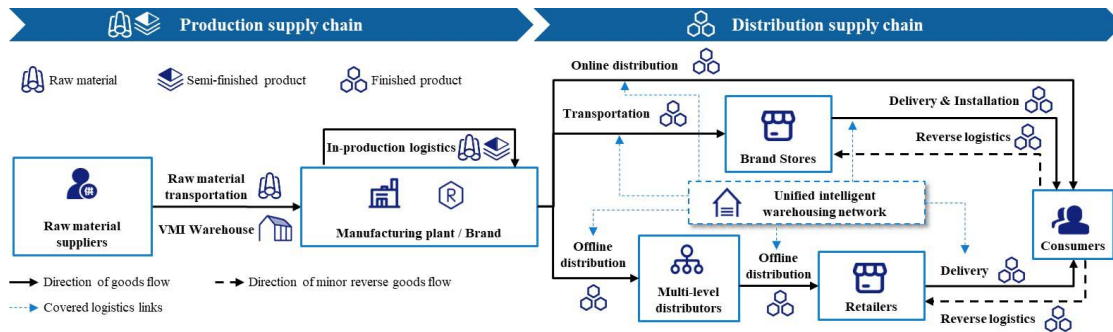 Production supply chain
Distribution supply chain
Raw material
Semi-finished product
Finished product
Online distribution
Transportation
Delivery & Installation
Reverse logistics
In-production logistics
Brand Stores
Raw material
transportation
供
R
Unified intelligent
warehousing network
Raw material
suppliers
VMI Warehouse
Manufacturing plant / Brand
Offline
distribution
Offline
distribution
Delivery
Consumers
Multi-level
distributors
Retailers
Reverse logistics
Direction of goods flow
Direction of minor reverse goods flow
Covered logistics links